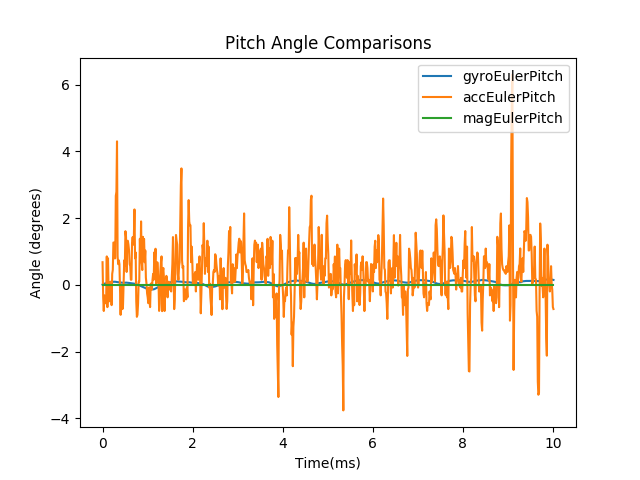 Pitch Angle Comparisons
gyroEulerPitch
accEulerPitch
magEulerPitch
Angle (degrees)
6
4
2
0
−2
−4
0 2 4 6 8 10
Time(ms)